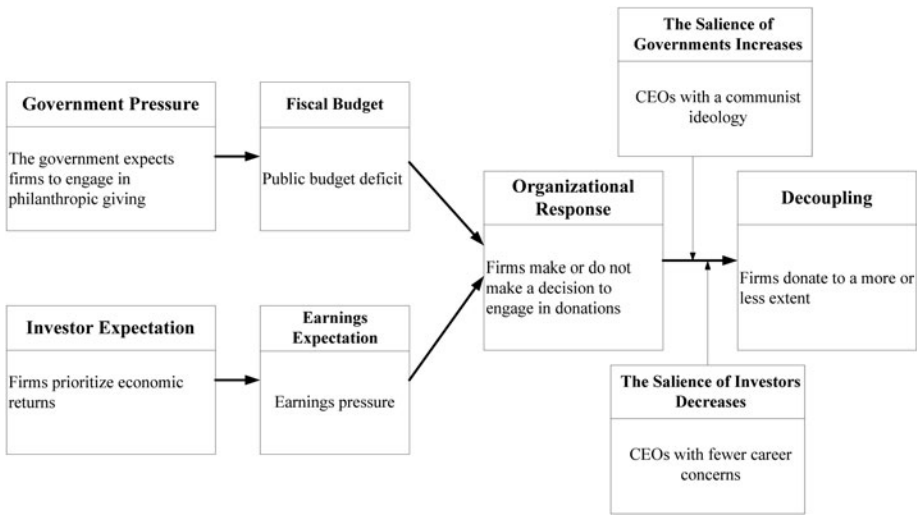 Government Pressure
The government expects
firms to engage in
philanthropic giving
Fiscal Budget
Public budget deficit
Investor Expectation
Firms prioritize economic
returns
Earnings
Expectation
Earnings pressure
Organizational
Response
Firms make or do not
make a decision to
engage in donations
The Salience of
Governments Increases
CEOs with a communist
ideology
Decoupling
Firms donate to a more or
less extent
The Salience of Investors
Decreases
CEOs with fewer career
concerns